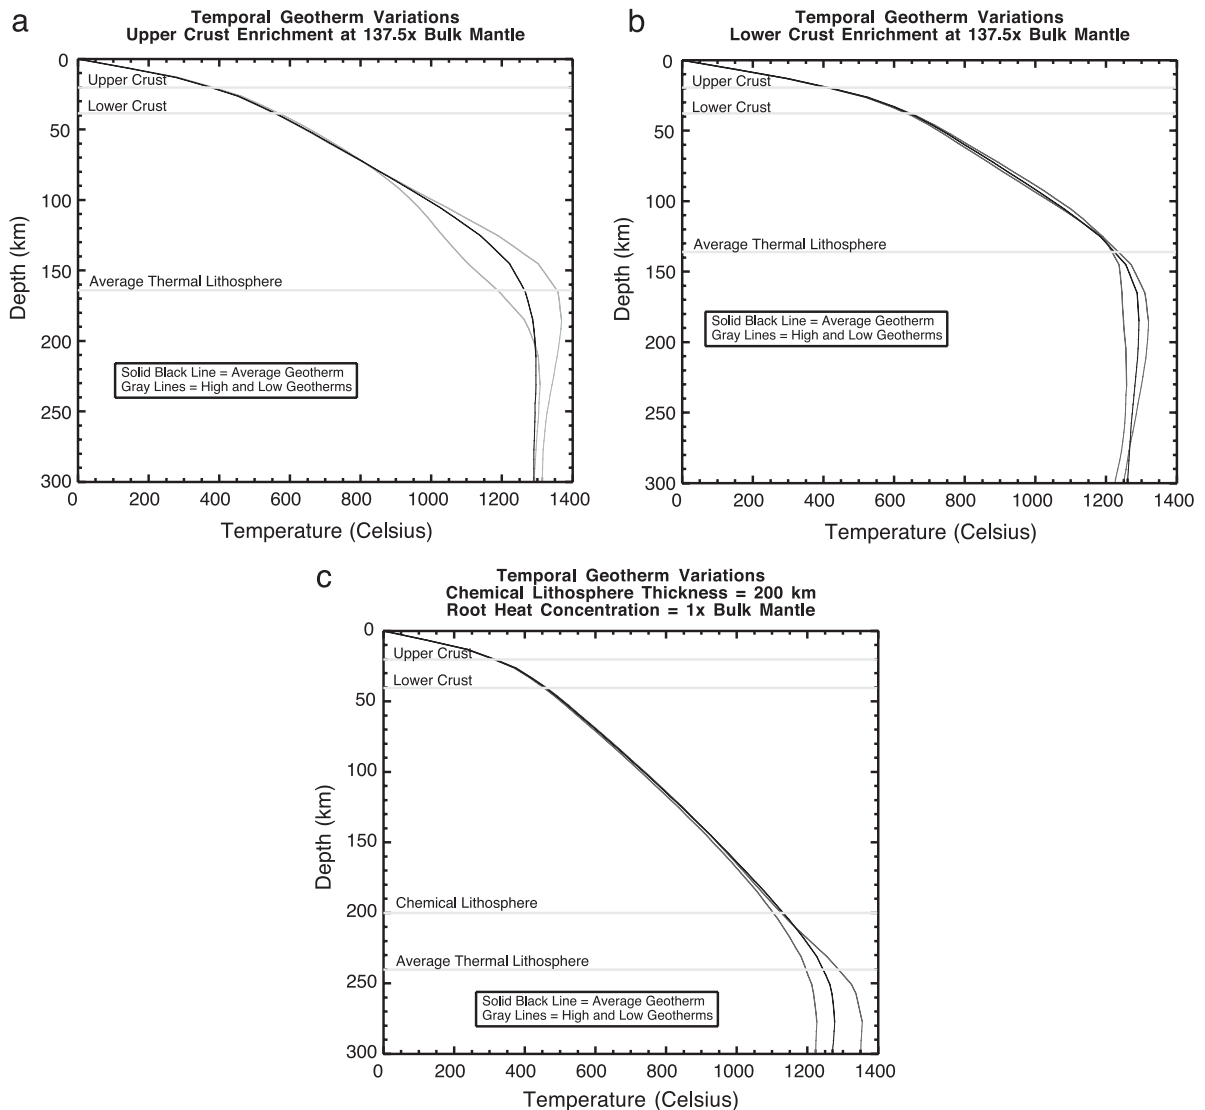 a
Temporal Geotherm Variations
Upper Crust Enrichment at 137.5x Bulk Mantle
0
50
100
150
200
250
300
Depth (km)
Upper Crust
Lower Crust
Average Thermal Lithosphere
Solid Black Line = Average Geotherm
Gray Lines = High and Low Geotherms
0 200 400 600 800 1000 1200 1400
Temperature (Celsius)
b
Temporal Geotherm Variations
Lower Crust Enrichment at 137.5x Bulk Mantle
0
50
100
150
200
250
300
Depth (km)
Upper Crust
Lower Crust
Average Thermal Lithosphere
Solid Black Line = Average Geotherm
Gray Lines = High and Low Geotherms
0 200 400 600 800 1000 1200 1400
Temperature (Celsius)
c
Temporal Geotherm Variations
Chemical Lithosphere Thickness = 200 km
Root Heat Concentration = 1x Bulk Mantle
0
50
100
150
200
250
300
Depth (km)
Upper Crust
Lower Crust
Chemical Lithosphere
Average Thermal Lithosphere
Solid Black Line = Average Geotherm
Gray Lines = High and Low Geotherms
0 200 400 600 800 1000 1200 1400
Temperature (Celsius)